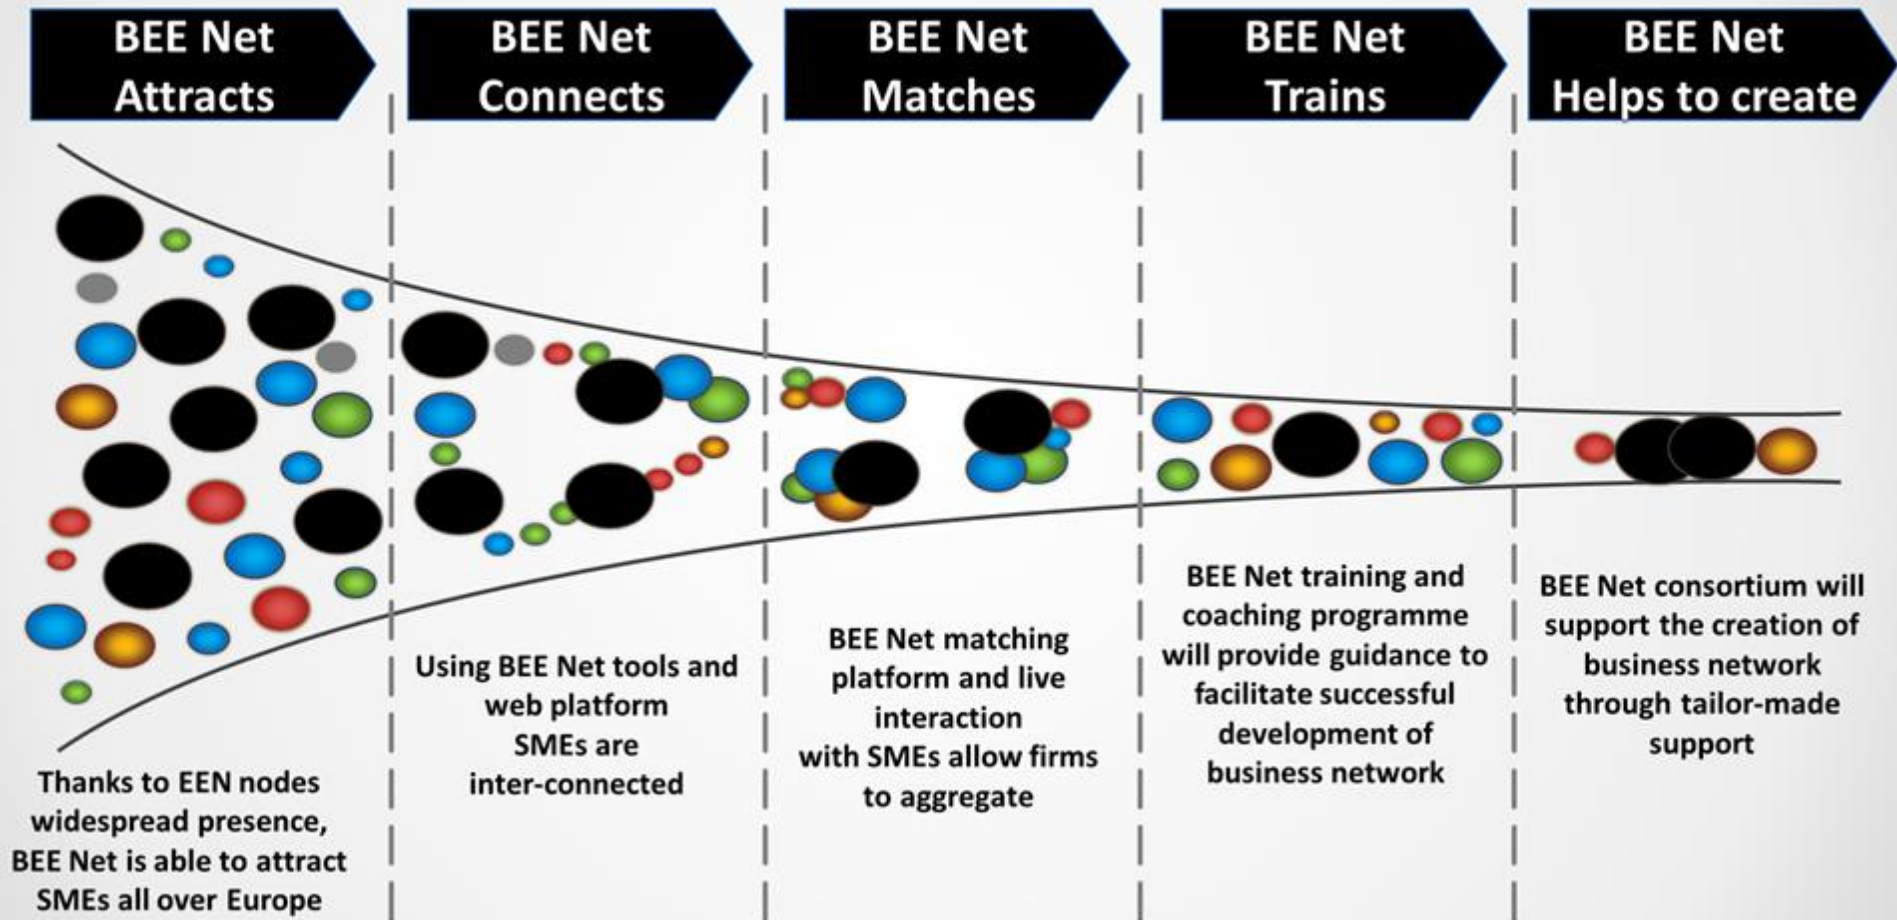 BEE Net
Attracts
BEE Net
Connects
BEE Net
Matches
BEE Net
Trains
BEE Net
Helps to create
Thanks to EEN nodes
widespread presence,
BEE Net is able to attract
SMEs all over Europe
Using BEE Net tools and
web platform
SMEs are
inter-connected
BEE Net matching
platform and live
interaction
with SMEs allow firms
to aggregate
BEE Net training and
coaching programme
will provide guidance to
facilitate successful
development of
business network
BEE Net consortium will
support the creation of
business network
through tailor-made
support